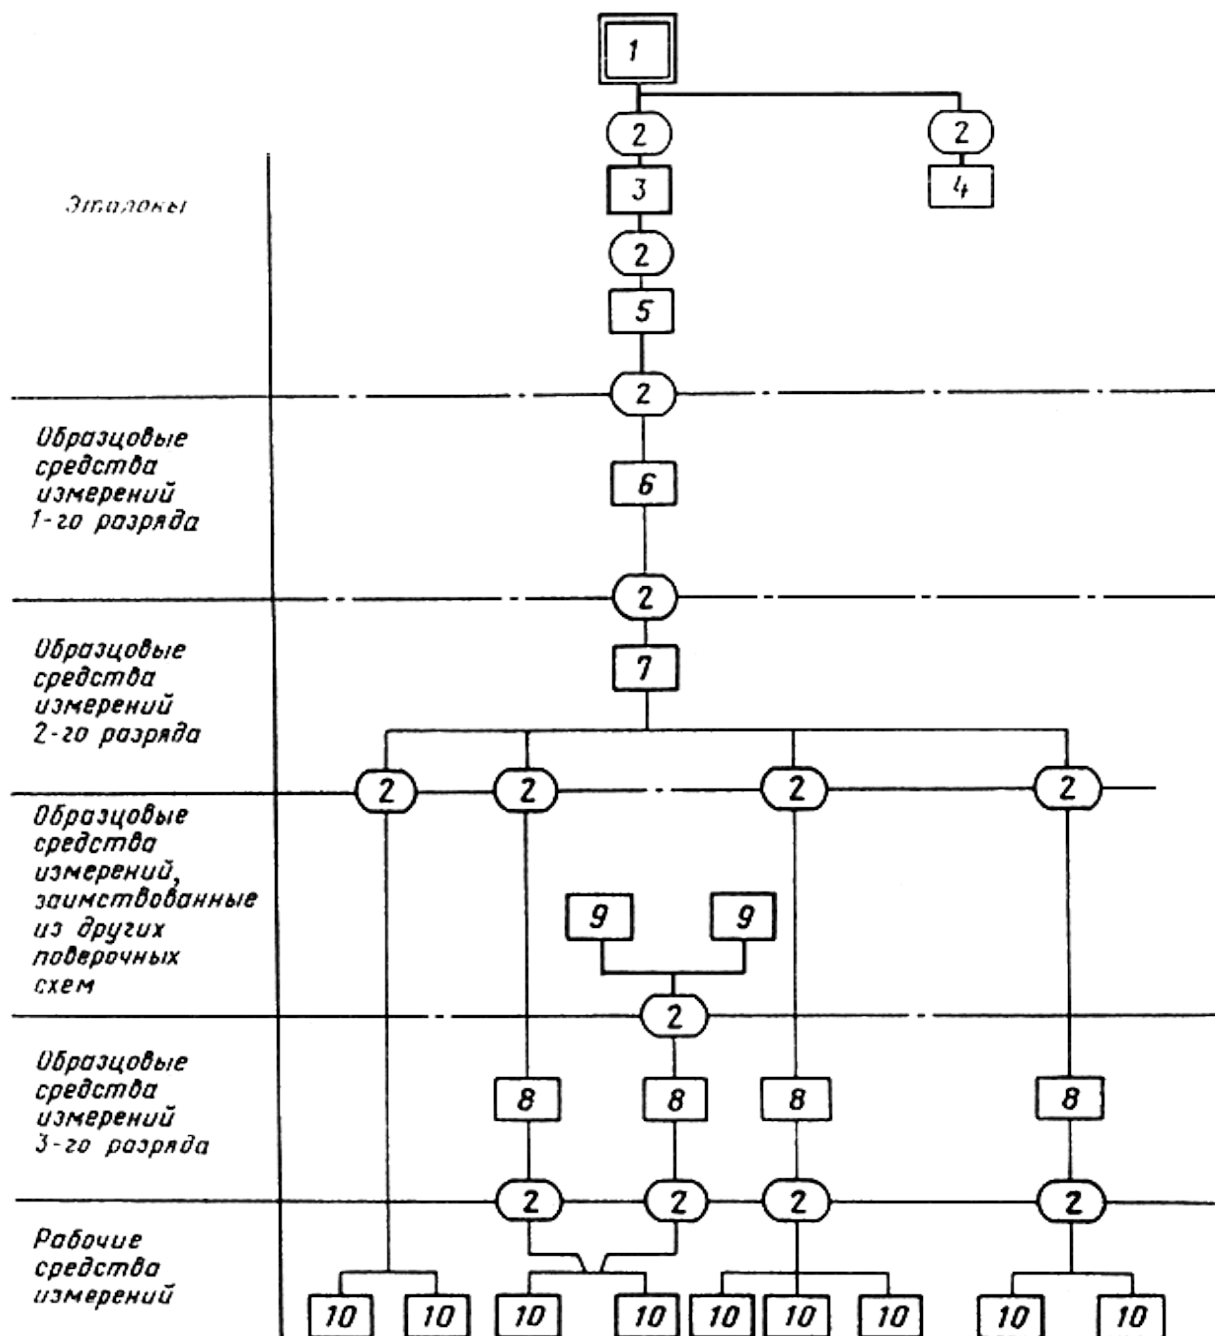 1
2
2
3
4
Эталоны
2
5
2
Образцовые
средства
измерений
1-го разряда
6
2
Образцовые
средства
измерений
2-го разряда
7
2
2
2
2
Образцовые
средства
измерений,
заимствованные
из других
поверочных
схем
9
9
2
Образцовые
средства
измерений
3-го разряда
8
8
8
8
2
2
2
2
Рабочие
средства
измерений
10
10
10
10
10
10
10
10
10